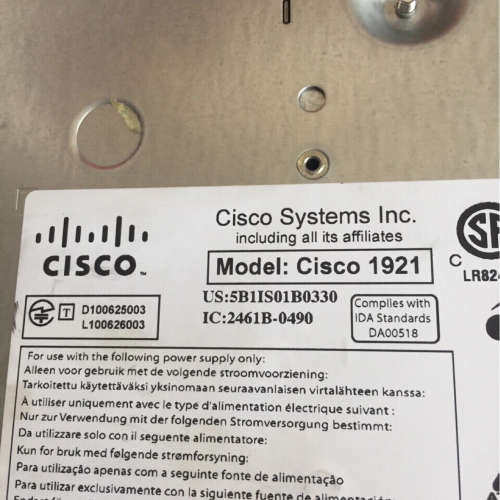 Cisco Systems Inc.
including all its affiliates
CISCO
Model: Cisco 1921
C
LR824
US:5B1IS01B0330
IC:2461B-0490
T D100625003
L100626003
Complies with
IDA Standards
DA00518
For use with the following power supply only:
Alleen voor gebruik met de volgende stroomvoorziening:
Tarkoitettu käytettäväksi yksinomaan seuraavanlaisen virtalähteen kanssa:
À utiliser uniquement avec le type d'alimentation électrique suivant :
Nur zur Verwendung mit der folgenden Stromversorgung bestimmt:
Da utilizzare solo con il seguente alimentatore:
Kun for bruk med følgende strømforsyning:
Para utilização apenas com a seguinte fonte de alimentação
Para utilizar exclusivamente con la siguiente fuente de alimentación